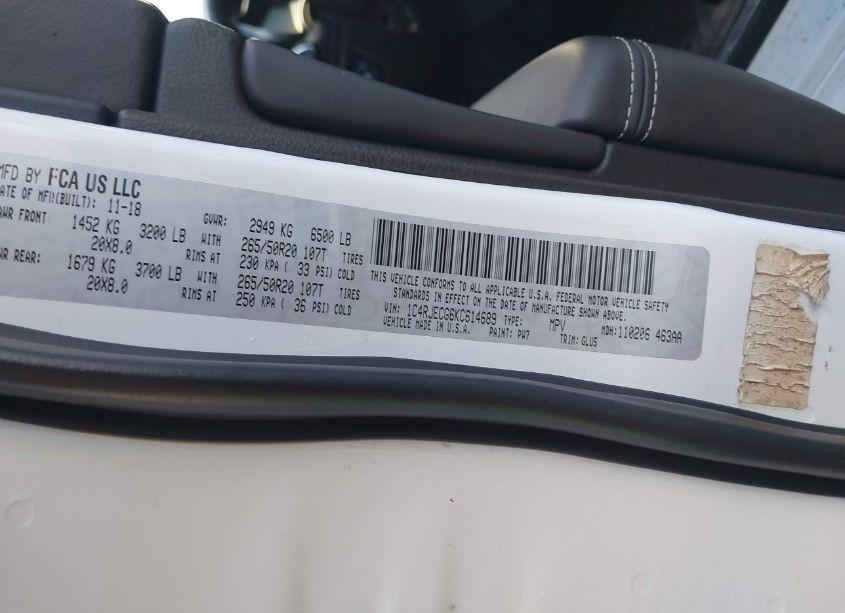 MFD BY FCA US LLC
DATE OF MFR(BUILT): 11-18 GVWR: 2949 KG 6500 LB
GAWR FRONT: 1452 KG 3200 LB WITH 265/50R20 107T TIRES
20X8.0 RIMS AT 230 KPA ( 33 PSI) COLD
GAWR REAR: 1679 KG 3700 LB WITH 265/50R20 107T TIRES
20X8.0 RIMS AT 250 KPA ( 36 PSI) COLD
THIS VEHICLE CONFORMS TO ALL APPLICABLE U.S.A. FEDERAL MOTOR VEHICLE SAFETY
STANDARDS IN EFFECT ON THE DATE OF MANUFACTURE SHOWN ABOVE.
VIN: 1C4RJECG6KC614689 TYPE: MPV MDH:110206 463AA
VEHICLE MADE IN U.S.A. PAINT: PW7 TRIM:GLU5